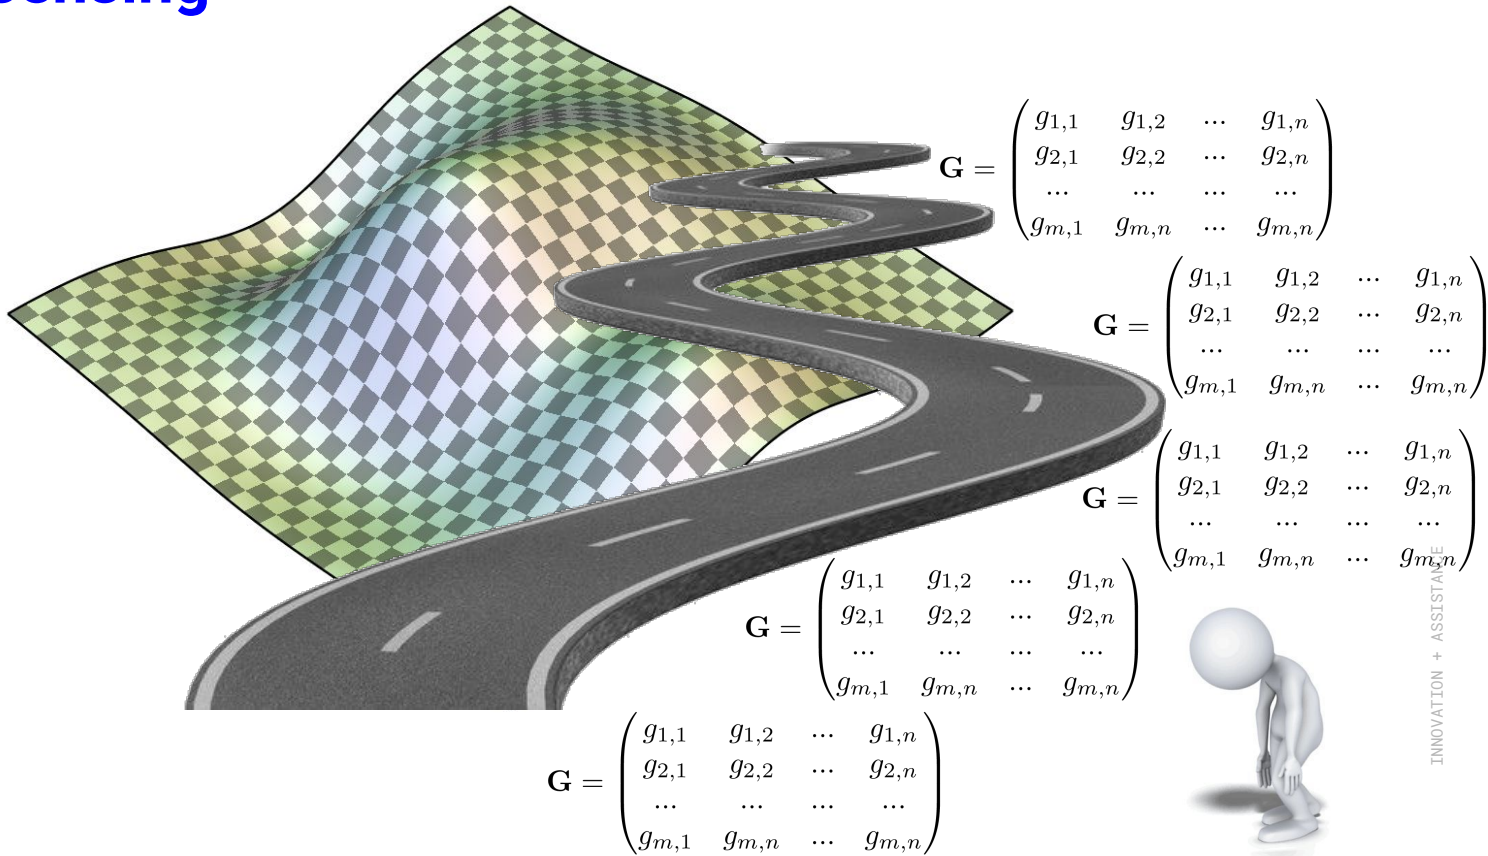 G = ( g1,1 g1,2 ... g1,n
g2,1 g2,2 ... g2,n
... ... ... ...
gm,1 gm,n ... gm,n )
G = ( g1,1 g1,2 ... g1,n
g2,1 g2,2 ... g2,n
... ... ... ...
gm,1 gm,n ... gm,n )
G = ( g1,1 g1,2 ... g1,n
g2,1 g2,2 ... g2,n
... ... ... ...
gm,1 gm,n ... gm,n )
G = ( g1,1 g1,2 ... g1,n
g2,1 g2,2 ... g2,n
... ... ... ...
gm,1 gm,n ... gm,n )
G = ( g1,1 g1,2 ... g1,n
g2,1 g2,2 ... g2,n
... ... ... ...
gm,1 gm,n ... gm,n )
INNOVATION + ASSISTANCE